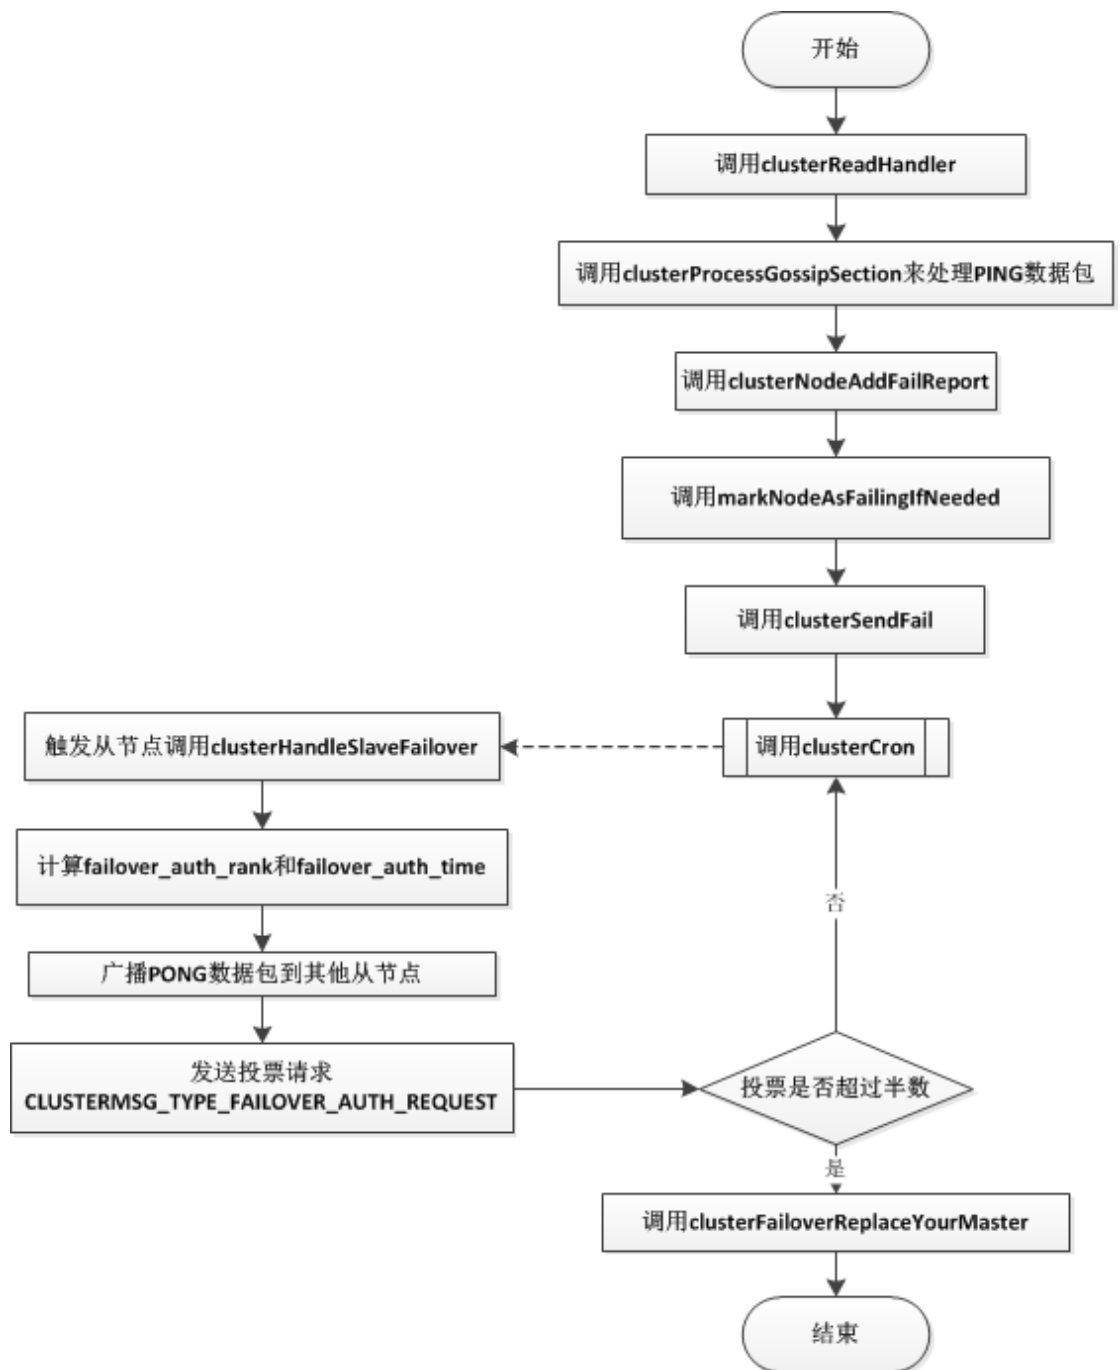 开始
调用clusterReadHandler
调用clusterProcessGossipSection来处理PING数据包
调用clusterNodeAddFailReport
调用markNodeAsFailingIfNeeded
调用clusterSendFail
调用clusterCron
触发从节点调用clusterHandleSlaveFailover
计算failover_auth_rank和failover_auth_time
广播PONG数据包到其他从节点
发送投票请求
CLUSTERMSG_TYPE_FAILOVER_AUTH_REQUEST
投票是否超过半数
否
是
调用clusterFailoverReplaceYourMaster
结束